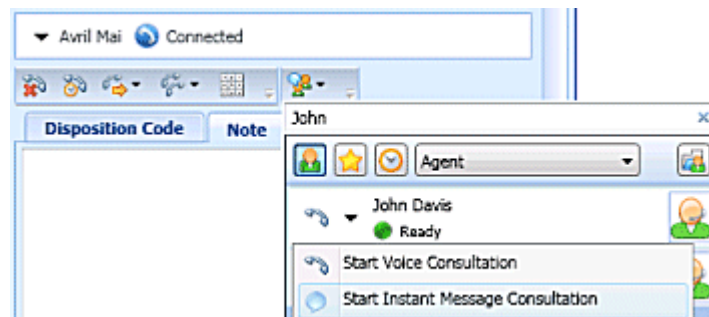 Avril Mai Connected
Disposition Code Note
John
Agent
John Davis
Ready
Start Voice Consultation
Start Instant Message Consultation